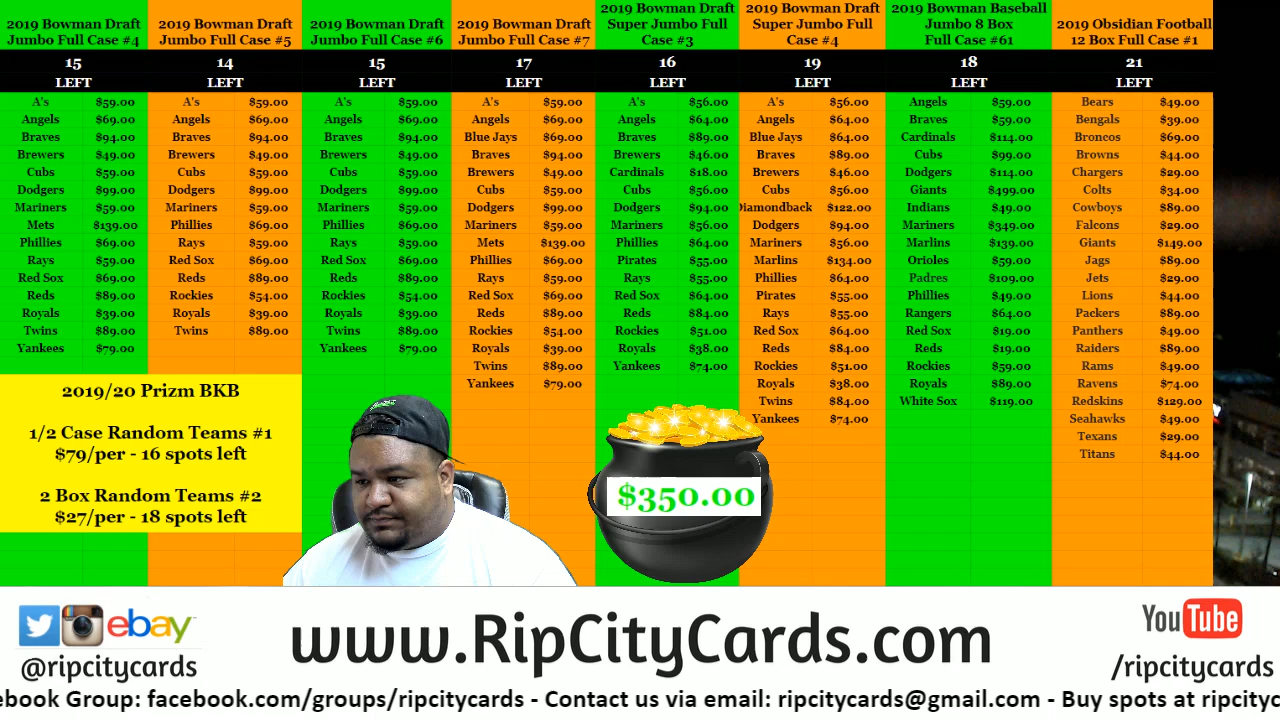 2019 Bowman Draft
Jumbo Full Case #4
15
LEFT
A's $59.00
Angels $69.00
Braves $94.00
Brewers $49.00
Cubs $59.00
Dodgers $99.00
Mariners $59.00
Mets $139.00
Phillies $69.00
Rays $59.00
Red Sox $69.00
Reds $89.00
Royals $39.00
Twins $89.00
Yankees $79.00
2019 Bowman Draft
Jumbo Full Case #5
14
LEFT
A's $59.00
Angels $69.00
Braves $94.00
Brewers $49.00
Cubs $59.00
Dodgers $99.00
Mariners $59.00
Phillies $69.00
Rays $59.00
Red Sox $69.00
Reds $89.00
Rockies $54.00
Royals $39.00
Twins $89.00
2019 Bowman Draft
Jumbo Full Case #6
15
LEFT
A's $59.00
Angels $69.00
Braves $94.00
Brewers $49.00
Cubs $59.00
Dodgers $99.00
Mariners $59.00
Phillies $69.00
Rays $59.00
Red Sox $69.00
Reds $89.00
Rockies $54.00
Royals $39.00
Twins $89.00
Yankees $79.00
2019 Bowman Draft
Jumbo Full Case #7
17
LEFT
A's $59.00
Angels $69.00
Blue Jays $69.00
Braves $94.00
Brewers $49.00
Cubs $59.00
Dodgers $99.00
Mariners $59.00
Mets $139.00
Phillies $69.00
Rays $59.00
Red Sox $69.00
Reds $89.00
Rockies $54.00
Royals $39.00
Twins $89.00
Yankees $79.00
2019 Bowman Draft
Super Jumbo Full
Case #3
16
LEFT
A's $56.00
Angels $64.00
Braves $89.00
Brewers $46.00
Cardinals $18.00
Cubs $56.00
Dodgers $94.00
Mariners $56.00
Phillies $64.00
Pirates $55.00
Rays $55.00
Red Sox $64.00
Reds $84.00
Rockies $51.00
Royals $38.00
Yankees $74.00
2019 Bowman Draft
Super Jumbo Full
Case #4
19
LEFT
A's $56.00
Angels $64.00
Blue Jays $64.00
Braves $89.00
Brewers $46.00
Cubs $56.00
iamondback $122.00
Dodgers $94.00
Mariners $56.00
Marlins $134.00
Phillies $64.00
Pirates $55.00
Rays $55.00
Red Sox $64.00
Reds $84.00
Rockies $51.00
Royals $38.00
Twins $84.00
Yankees $74.00
2019 Bowman Baseball
Jumbo 8 Box
Full Case #61
18
LEFT
Angels $59.00
Braves $59.00
Cardinals $114.00
Cubs $99.00
Dodgers $114.00
Giants $499.00
Indians $49.00
Mariners $349.00
Marlins $139.00
Orioles $59.00
Padres $109.00
Phillies $49.00
Rangers $64.00
Red Sox $19.00
Reds $19.00
Rockies $59.00
Royals $89.00
White Sox $119.00
2019 Obsidian Football
12 Box Full Case #1
21
LEFT
Bears $49.00
Bengals $39.00
Broncos $69.00
Browns $44.00
Chargers $29.00
Colts $34.00
Cowboys $89.00
Falcons $29.00
Giants $149.00
Jags $89.00
Jets $29.00
Lions $44.00
Packers $89.00
Panthers $49.00
Raiders $89.00
Rams $49.00
Ravens $74.00
Redskins $129.00
Seahawks $49.00
Texans $29.00
Titans $44.00
2019/20 Prizm BKB
1/2 Case Random Teams #1
$79/per - 16 spots left
2 Box Random Teams #2
$27/per - 18 spots left
$350.00
ebay
@ripcitycards
www.RipCityCards.com
YouTube
/ripcitycards
ebook Group: facebook.com/groups/ripcitycards - Contact us via email: ripcitycards@gmail.com - Buy spots at ripcityc